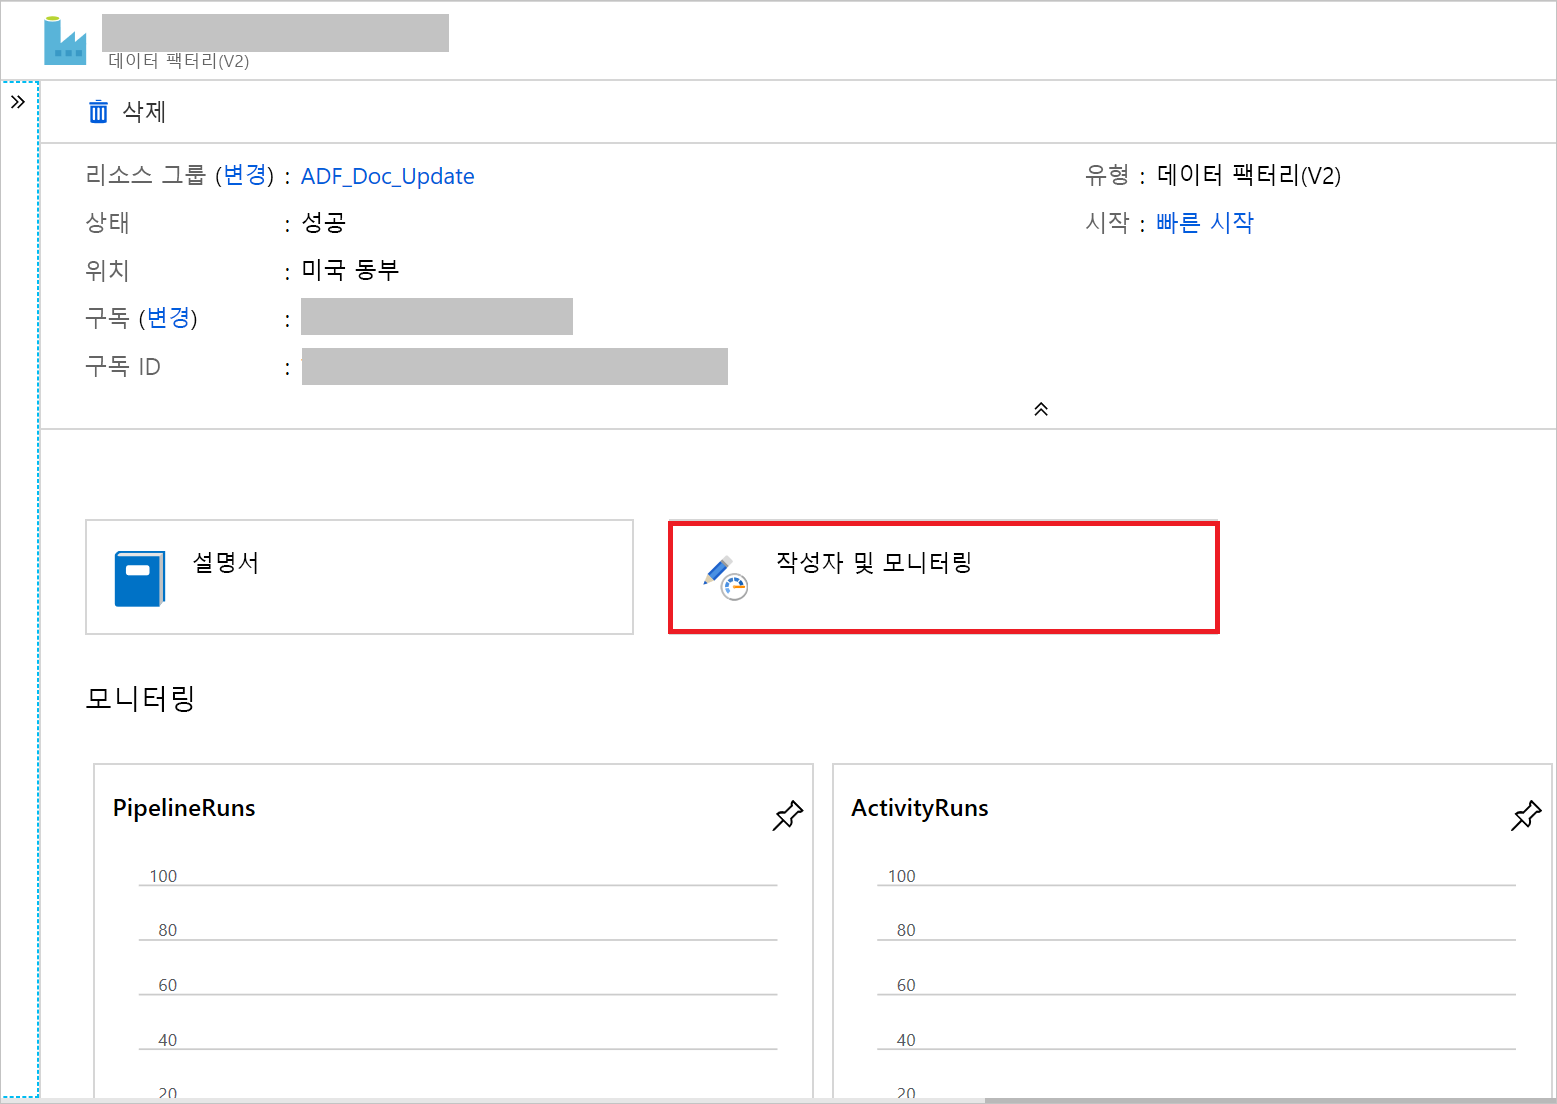 데이터 팩터리(V2)
삭제
리소스 그룹 (변경) : ADF_Doc_Update
유형 : 데이터 팩터리(V2)
상태 : 성공
시작 : 빠른 시작
위치 : 미국 동부
구독 (변경) :
구독 ID :
설명서
작성자 및 모니터링
모니터링
PipelineRuns
100
80
60
40
20
ActivityRuns
100
80
60
40
20